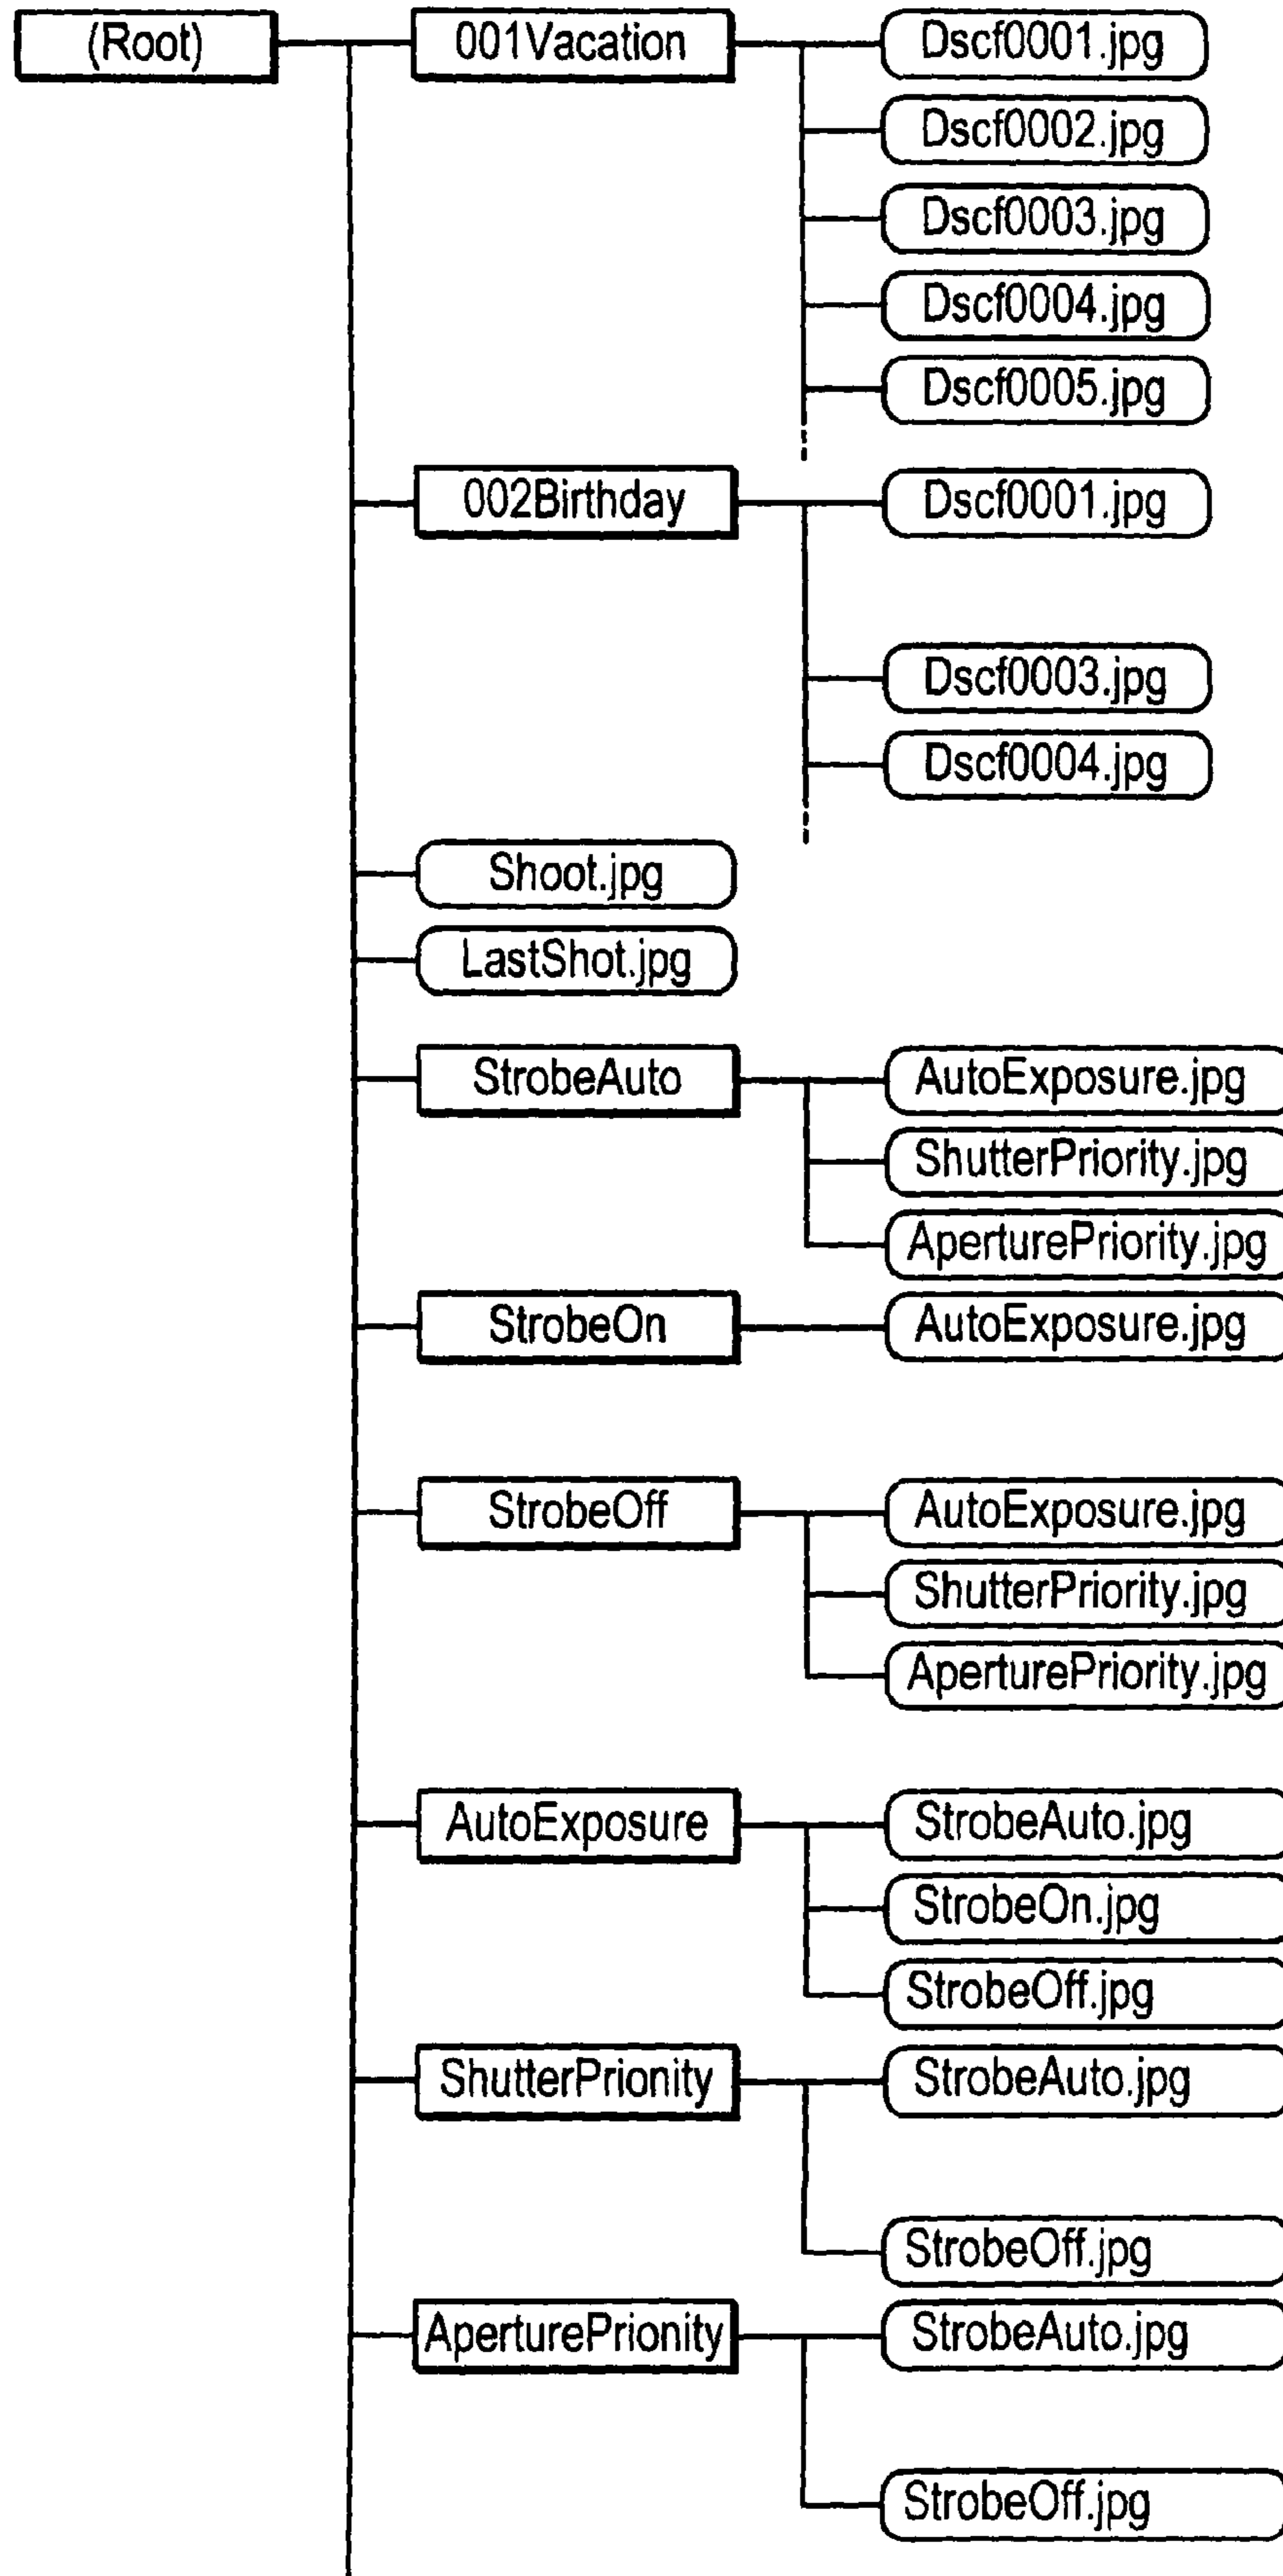 (Root)
001Vacation
Dscf0001.jpg
Dscf0002.jpg
Dscf0003.jpg
Dscf0004.jpg
Dscf0005.jpg
002Birthday
Dscf0001.jpg
Dscf0003.jpg
Dscf0004.jpg
Shoot.jpg
LastShot.jpg
StrobeAuto
AutoExposure.jpg
ShutterPriority.jpg
AperturePriority.jpg
StrobeOn
AutoExposure.jpg
StrobeOff
AutoExposure.jpg
ShutterPriority.jpg
AperturePriority.jpg
AutoExposure
StrobeAuto.jpg
StrobeOn.jpg
StrobeOff.jpg
ShutterPrionity
StrobeAuto.jpg
StrobeOff.jpg
AperturePrionity
StrobeAuto.jpg
StrobeOff.jpg